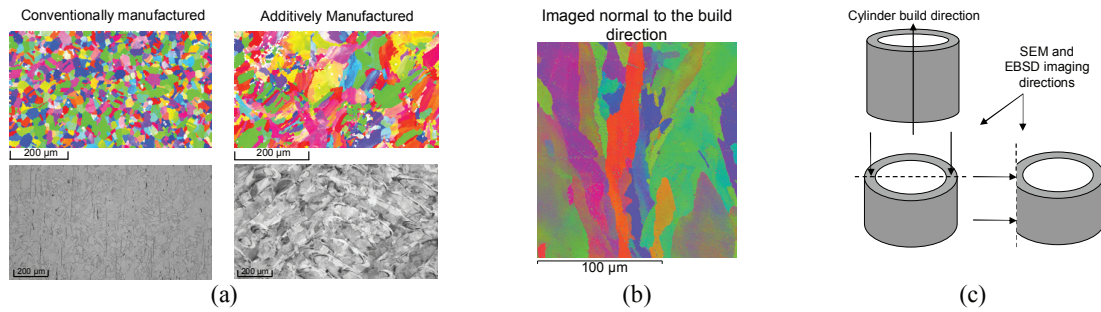 Conventionally manufactured
Additively Manufactured
200 µm
200 µm
200 µm
200 µm
(a)
Imaged normal to the build
direction
100 µm
(b)
Cylinder build direction
SEM and
EBSD imaging
directions
(c)